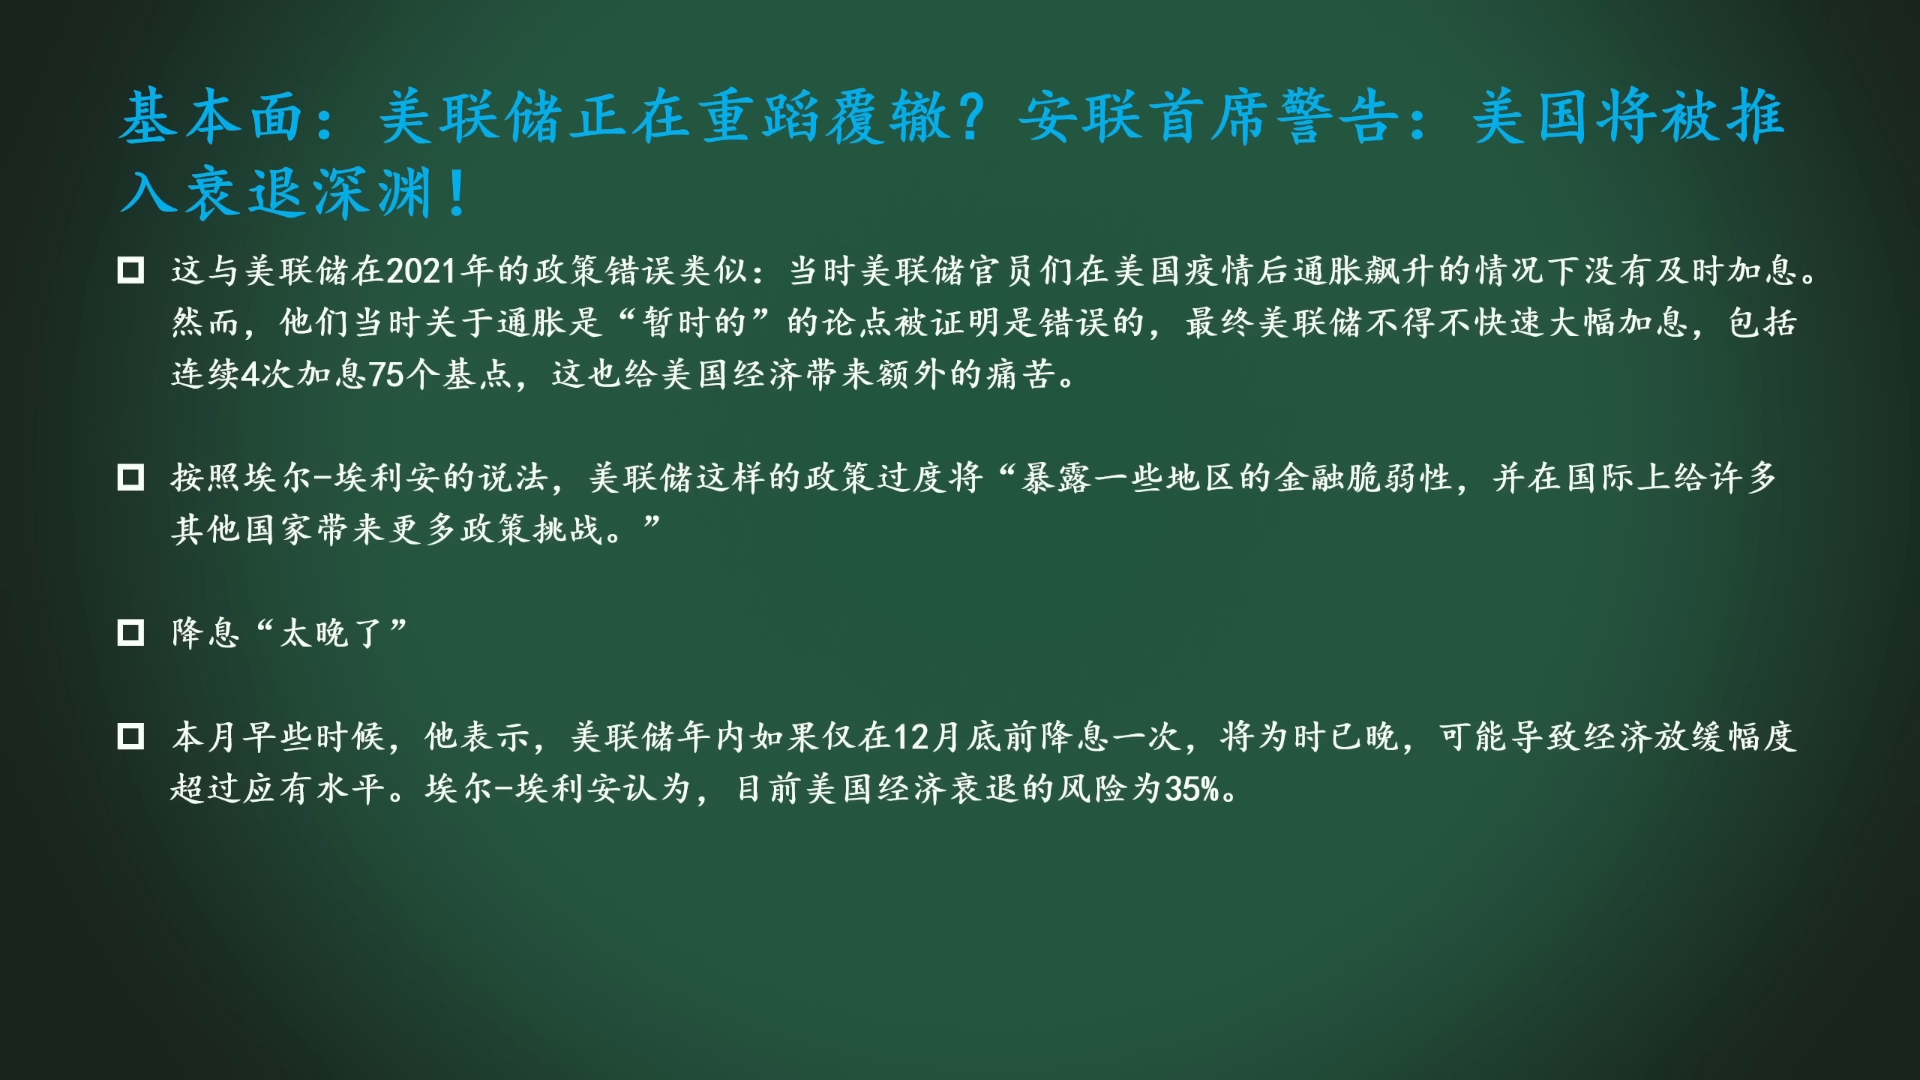 基本面：美联储正在重蹈覆辙？安联首席警告：美国将被推
入衰退深渊！
这与美联储在2021年的政策错误类似：当时美联储官员们在美国疫情后通胀飙升的情况下没有及时加息。
然而，他们当时关于通胀是“暂时的”的论点被证明是错误的，最终美联储不得不快速大幅加息，包括
连续4次加息75个基点，这也给美国经济带来额外的痛苦。
按照埃尔-埃利安的说法，美联储这样的政策过度将“暴露一些地区的金融脆弱性，并在国际上给许多
其他国家带来更多政策挑战。”
降息“太晚了”
本月早些时候，他表示，美联储年内如果仅在12月底前降息一次，将为时已晚，可能导致经济放缓幅度
超过应有水平。埃尔-埃利安认为，目前美国经济衰退的风险为35%。